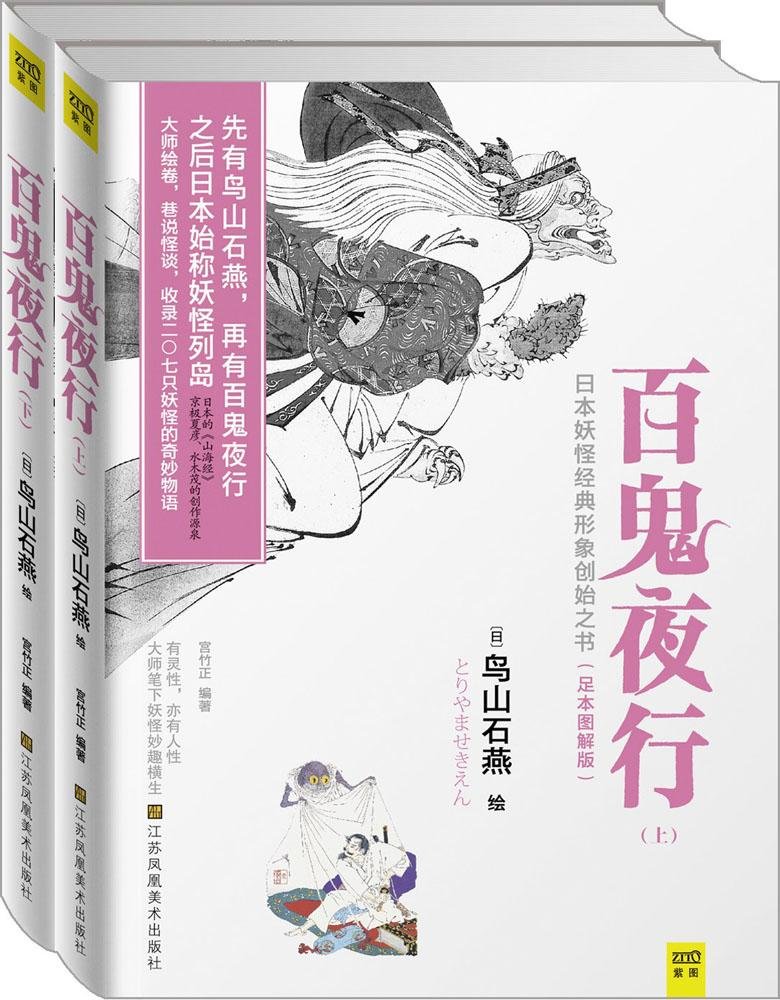 ZITO
紫图
百鬼夜行
(下)
〔日〕鸟山石燕 绘
宫竹正 编著
江苏凤凰美术出版社
ZITO
紫图
百鬼夜行
(上)
〔日〕鸟山石燕 绘
宫竹正 编著
江苏凤凰美术出版社
先有鸟山石燕，再有百鬼夜行
之后日本始称妖怪列岛
日本的《山海经》
京极夏彦、水木茂的创作源泉
大师绘卷，巷说怪谈，收录二〇七只妖怪的奇妙物语
百鬼夜行
(上)
日本妖怪经典形象创始之书
(足本图解版)
〔日〕鸟山石燕 绘
とりやませきえん
宫竹正 编著
有灵性，亦有人性
大师笔下妖怪妙趣横生
江苏凤凰美术出版社
ZITO
紫图